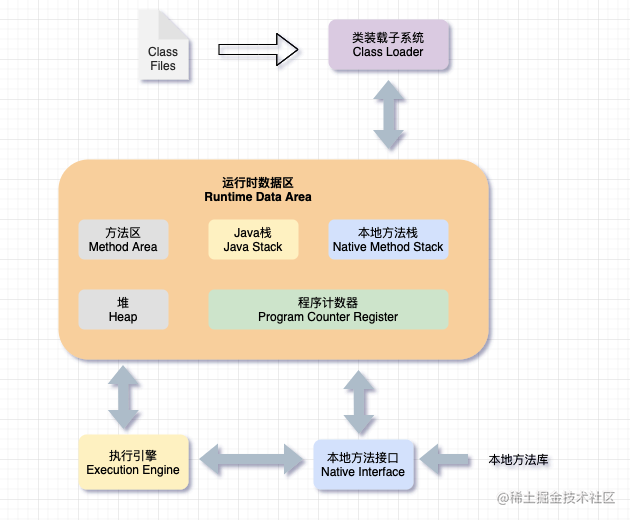 Class
Files
类装载子系统
Class Loader
运行时数据区
Runtime Data Area
方法区
Method Area
Java栈
Java Stack
本地方法栈
Native Method Stack
堆
Heap
程序计数器
Program Counter Register
执行引擎
Execution Engine
本地方法接口
Native Interface
本地方法库
@稀土掘金技术社区